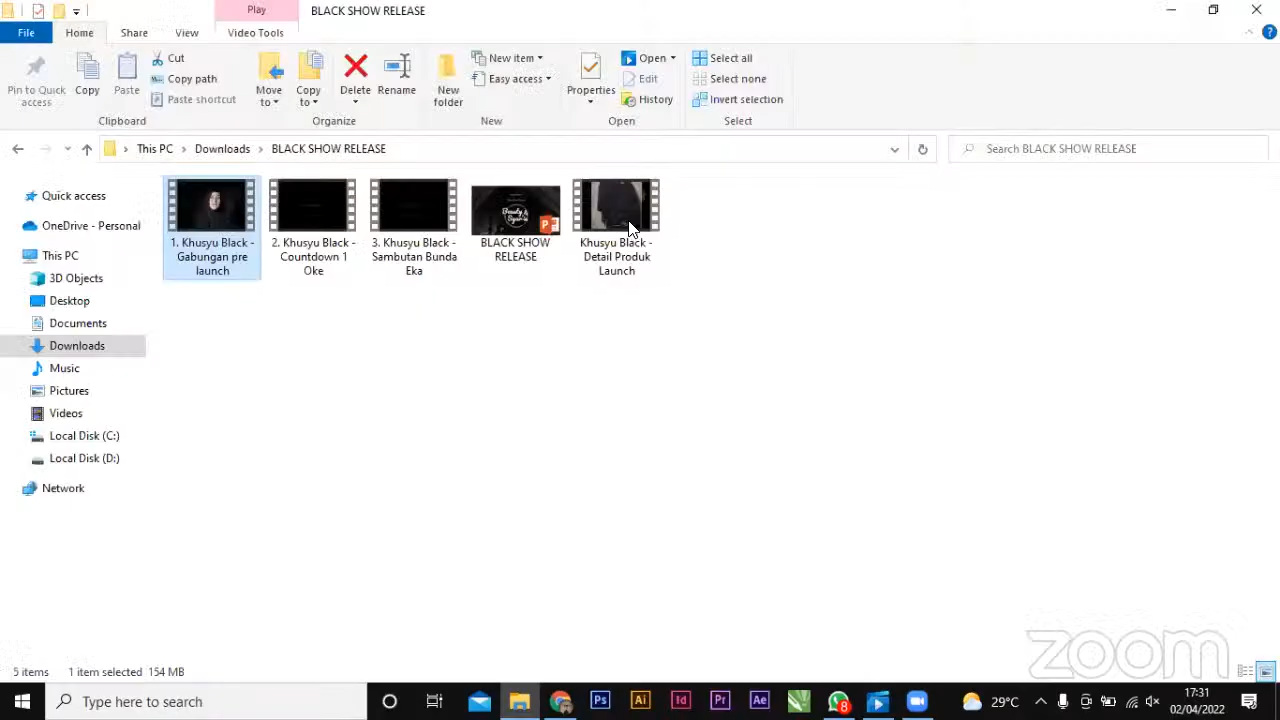 Play
BLACK SHOW RELEASE
File
Home
Share
View
Video Tools
Pin to Quick
access
Copy
Paste
Cut
Copy path
Paste shortcut
Clipboard
Move
to
Copy
to
Delete
Rename
Organize
New
folder
New item
Easy access
New
Properties
Open
Edit
History
Open
Select all
Select none
Invert selection
Select
This PC
Downloads
BLACK SHOW RELEASE
Search BLACK SHOW RELEASE
Quick access
OneDrive - Personal
This PC
3D Objects
Desktop
Documents
Downloads
Music
Pictures
Videos
Local Disk (C:)
Local Disk (D:)
Network
1. Khusyu Black -
Gabungan pre
launch
2. Khusyu Black -
Countdown 1
Oke
3. Khusyu Black -
Sambutan Bunda
Eka
BLACK SHOW
RELEASE
Khusyu Black -
Detail Produk
Launch
zoom
5 items
1 item selected 154 MB
Type here to search
Ps
Ai
Id
Pr
Ae
8
29°C
17:31
02/04/2022